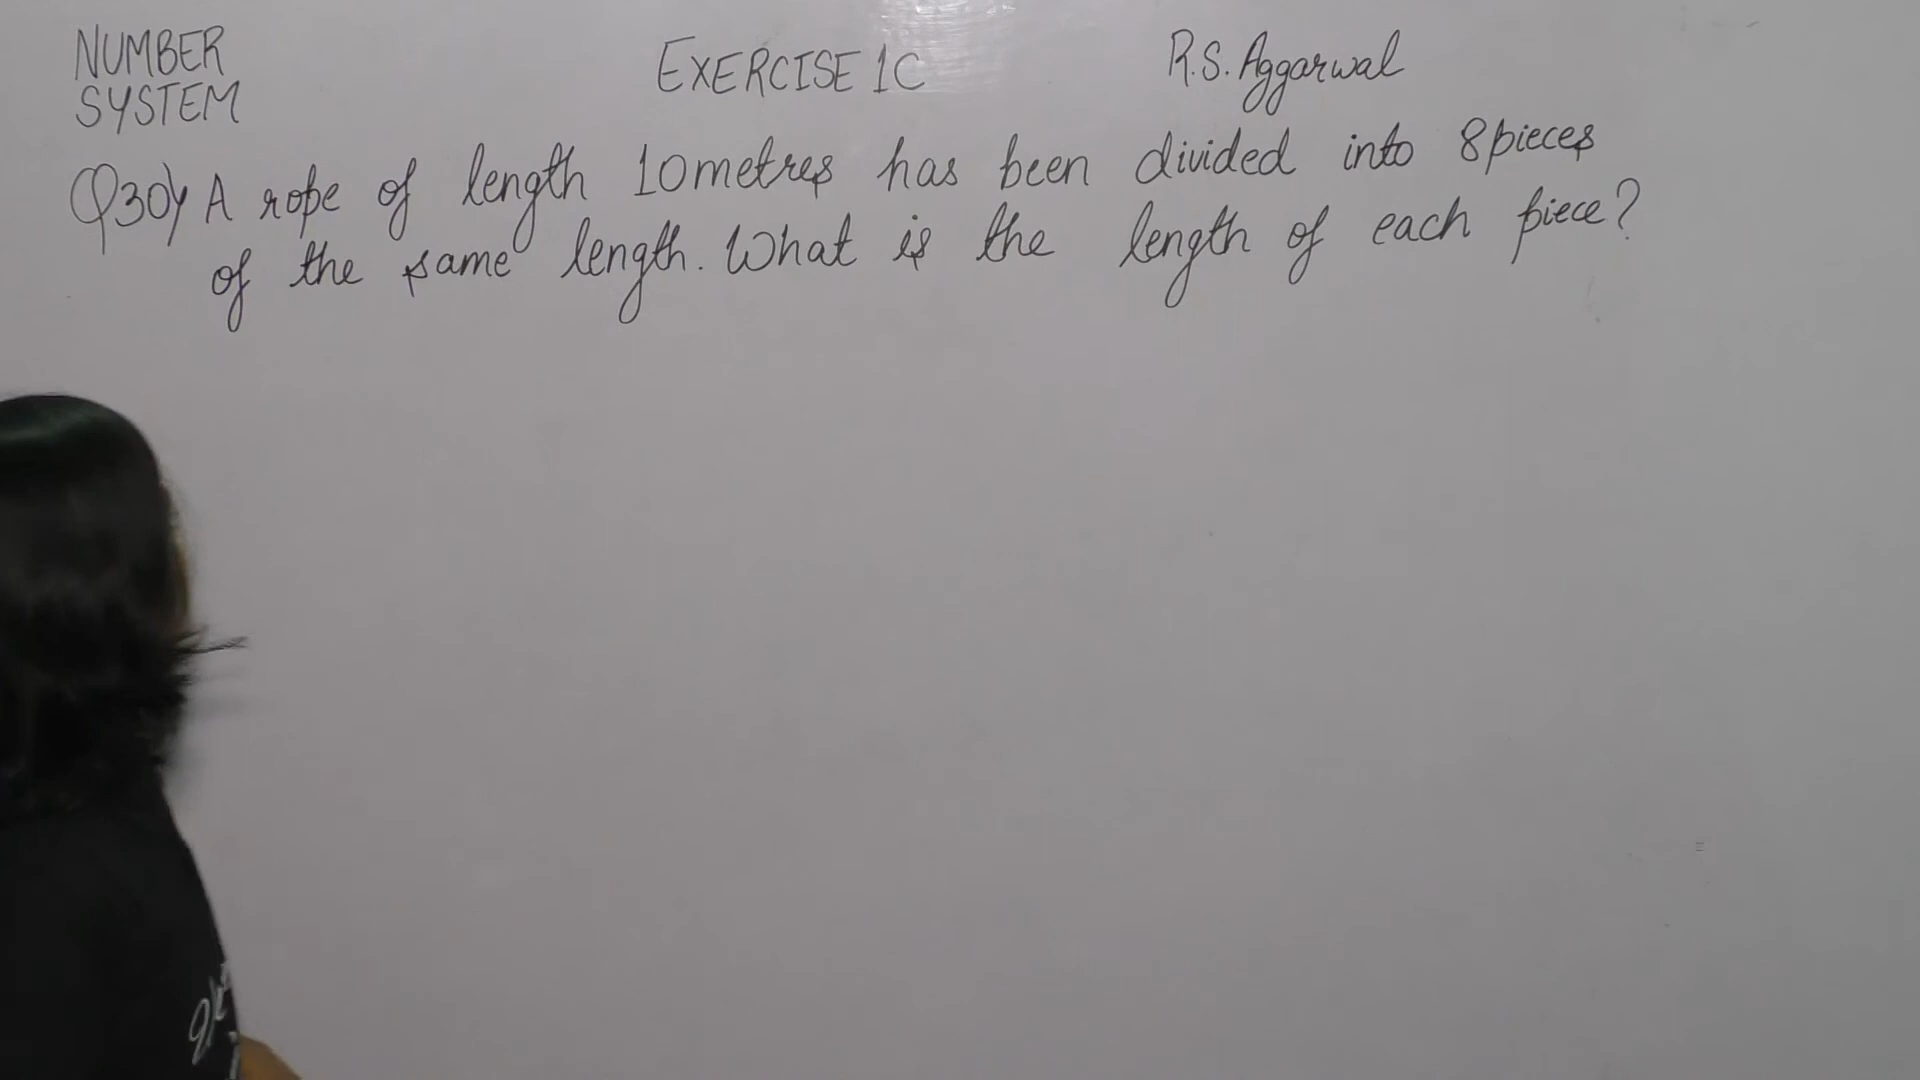 NUMBER
SYSTEM
EXERCISE 1C
R.S. Aggarwal
Q30) A rope of length 10metres has been divided into 8pieces
of the same length. What is the length of each piece?